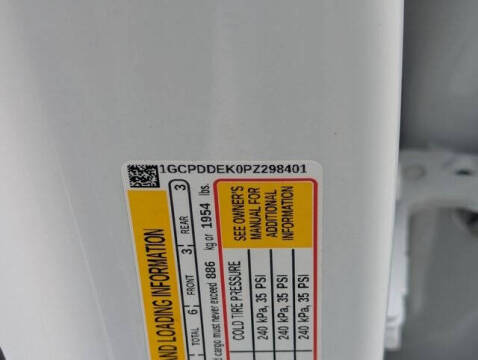 1GCPDDEK0PZ298401
AND LOADING INFORMATION
TOTAL 6 FRONT 3 REAR 3
cargo must never exceed 886 kg or 1954 lbs.
COLD TIRE PRESSURE
SEE OWNER'S
MANUAL FOR
ADDITIONAL
INFORMATION
240 kPa, 35 PSI
240 kPa, 35 PSI
240 kPa, 35 PSI